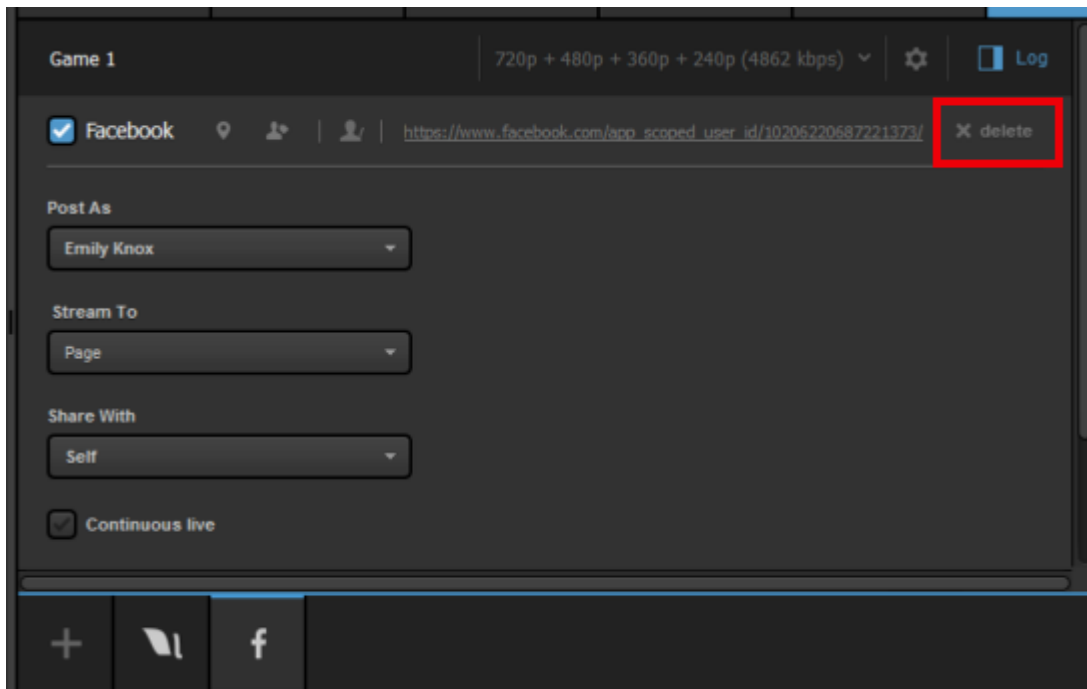 Game 1 720p + 480p + 360p + 240p (4862 kbps) Log
Facebook | | https://www.facebook.com/app_scoped_user_id/10206220687221373/ X delete
Post As
Emily Knox
Stream To
Page
Share With
Self
Continuous live